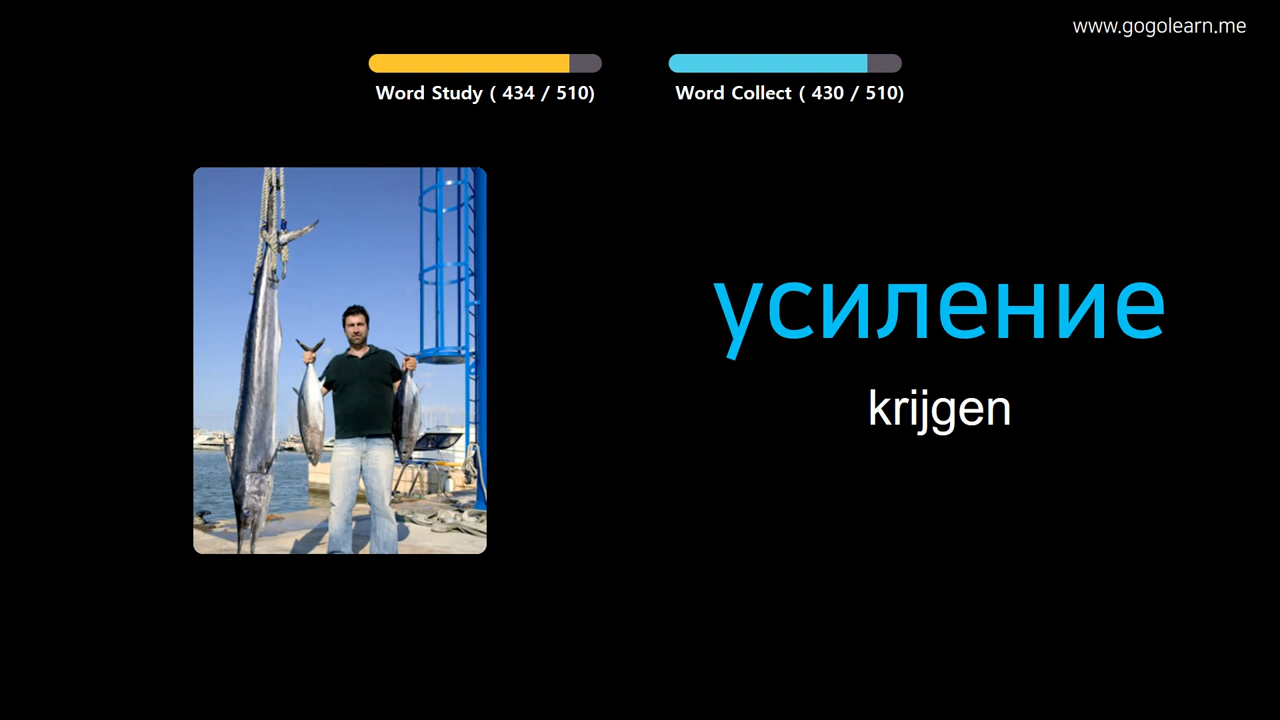 www.gogolearn.me
Word Study ( 434 / 510)
Word Collect ( 430 / 510)
усиление
krijgen